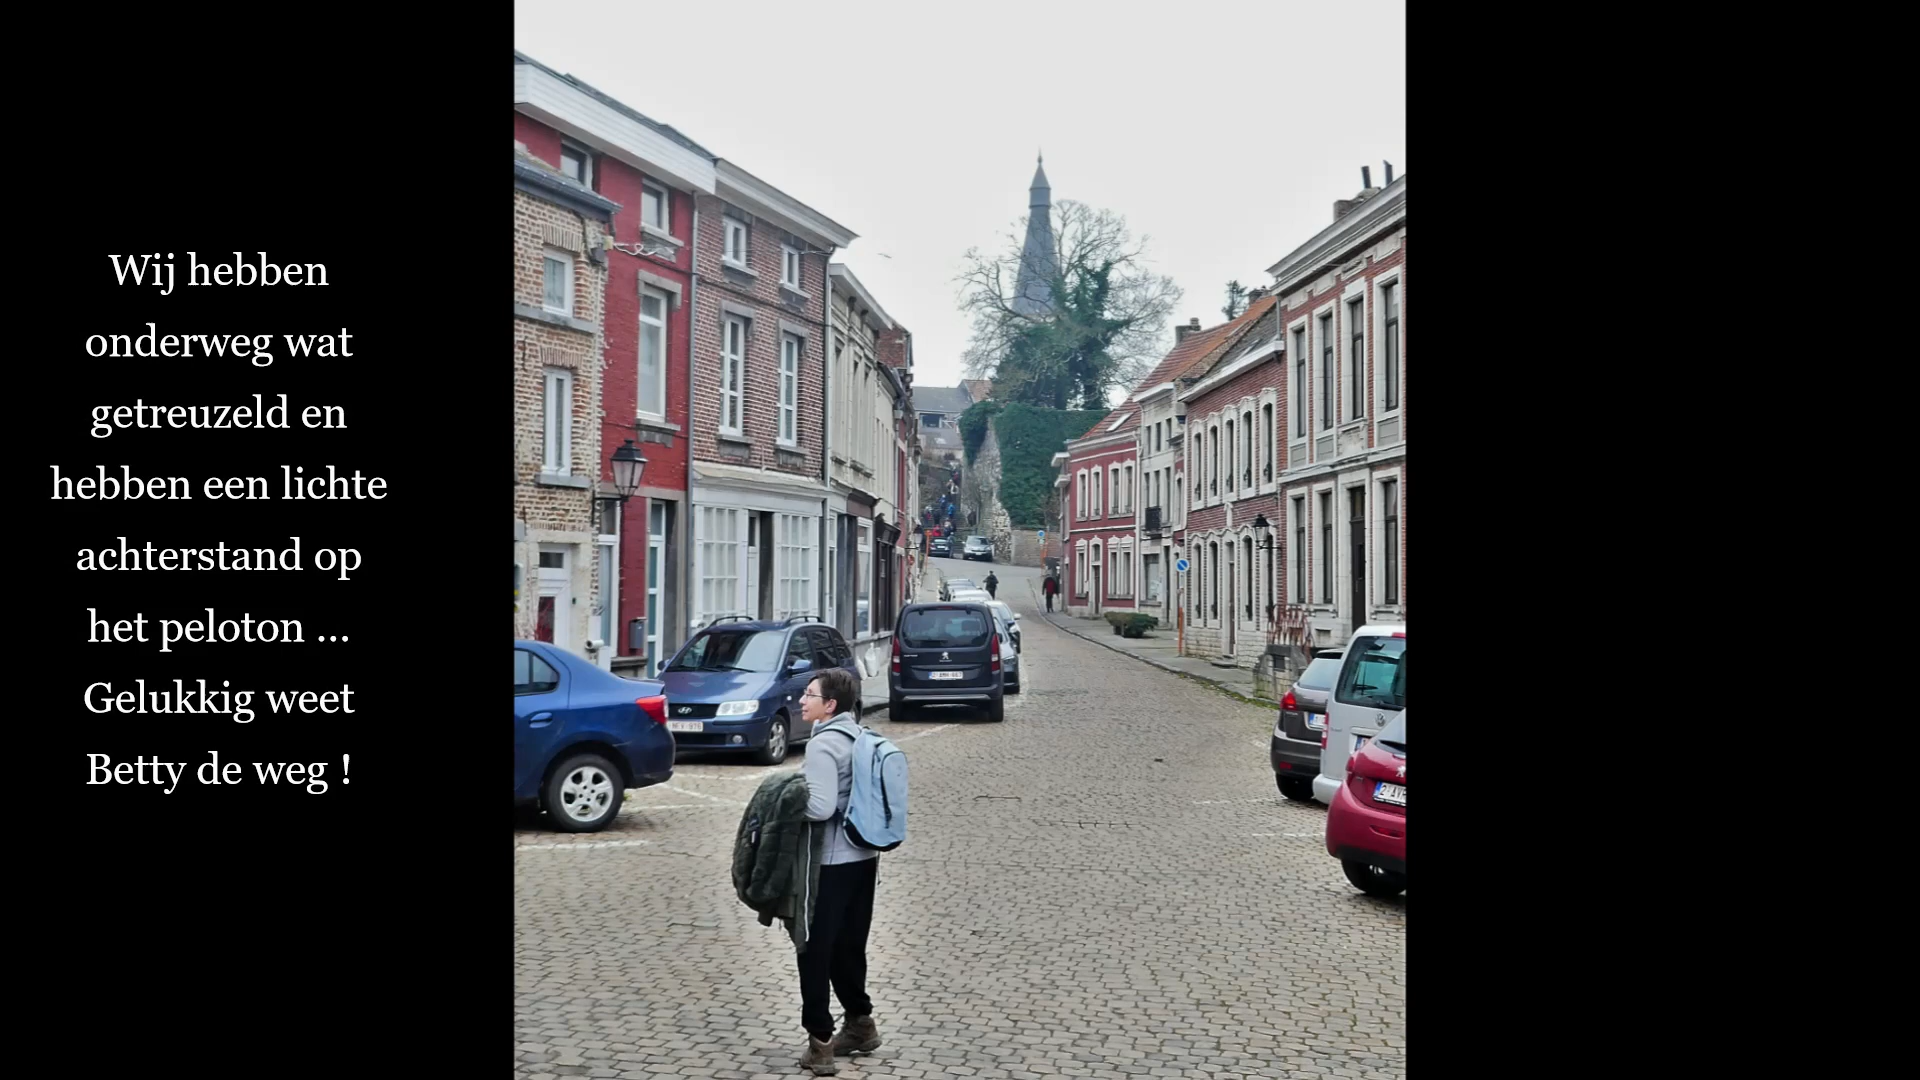 Wij hebben
onderweg wat
getreuzeld en
hebben een lichte
achterstand op
het peloton ...
Gelukkig weet
Betty de weg !